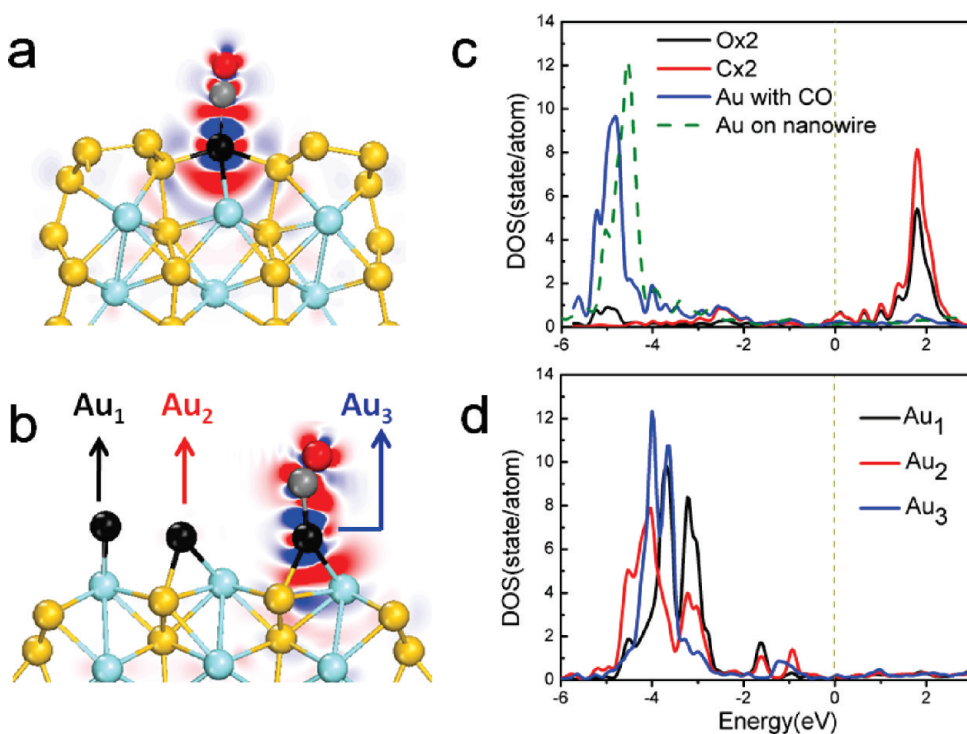 a
c
14
12
10
8
6
4
2
0
DOS(state/atom)
Ox2
Cx2
Au with CO
Au on nanowire
-6
-4
-2
0
2
b
Au₁
Au₂
Au₃
d
14
12
10
8
6
4
2
0
DOS(state/atom)
Au₁
Au₂
Au₃
-6
-4
-2
0
2
Energy(eV)